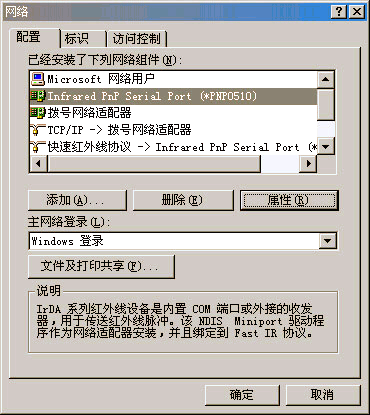 网络
配置 标识 访问控制
已经安装了下列网络组件(N):
Microsoft 网络用户
Infrared PnP Serial Port (*PNP0510)
拨号网络适配器
TCP/IP -> 拨号网络适配器
快速红外线协议 -> Infrared PnP Serial Port (*
添加(A)... 删除(E) 属性(R)
主网络登录(L):
Windows 登录
文件及打印共享(F)...
说明
IrDA 系列红外线设备是内置 COM 端口或外接的收发
器，用于传送红外线脉冲。该 NDIS Miniport 驱动程
序作为网络适配器安装，并且绑定到 Fast IR 协议。
确定 取消